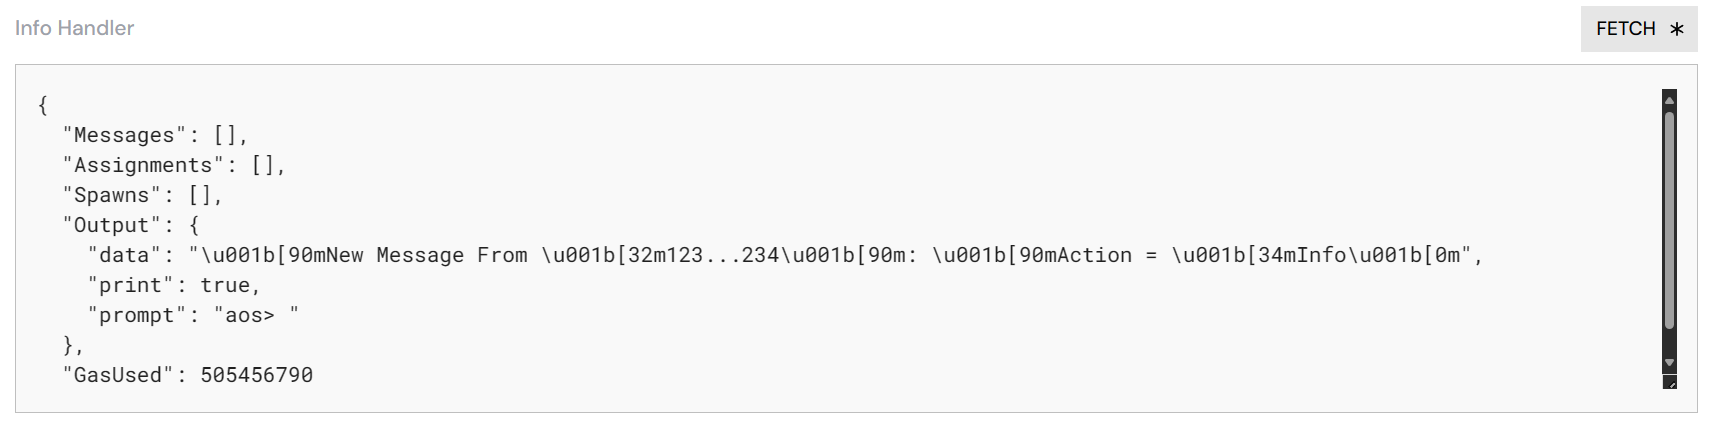 Info Handler
FETCH
{
  "Messages": [],
  "Assignments": [],
  "Spawns": [],
  "Output": {
    "data": "\u001b[90mNew Message From \u001b[32m123...234\u001b[90m: \u001b[90mAction = \u001b[34mInfo\u001b[0m",
    "print": true,
    "prompt": "aos> "
  },
  "GasUsed": 505456790